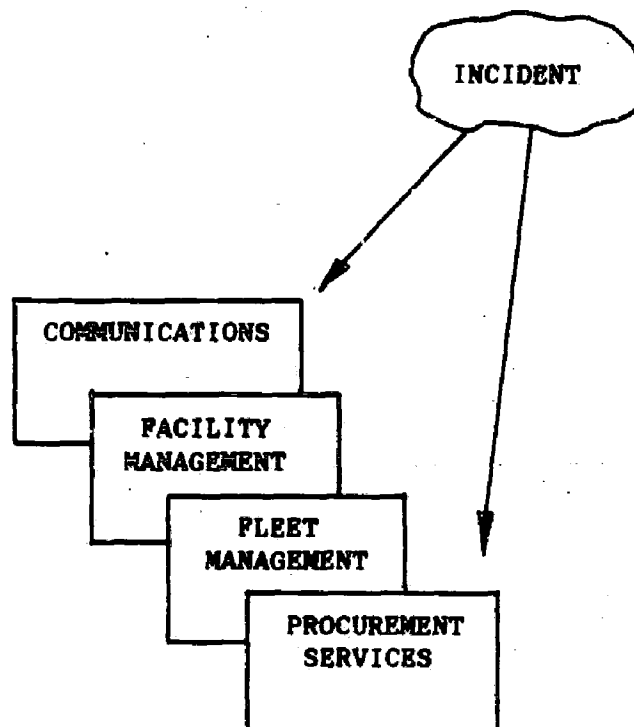 INCIDENT
COMMUNICATIONS
FACILITY
MANAGEMENT
FLEET
MANAGEMENT
PROCUREMENT
SERVICES